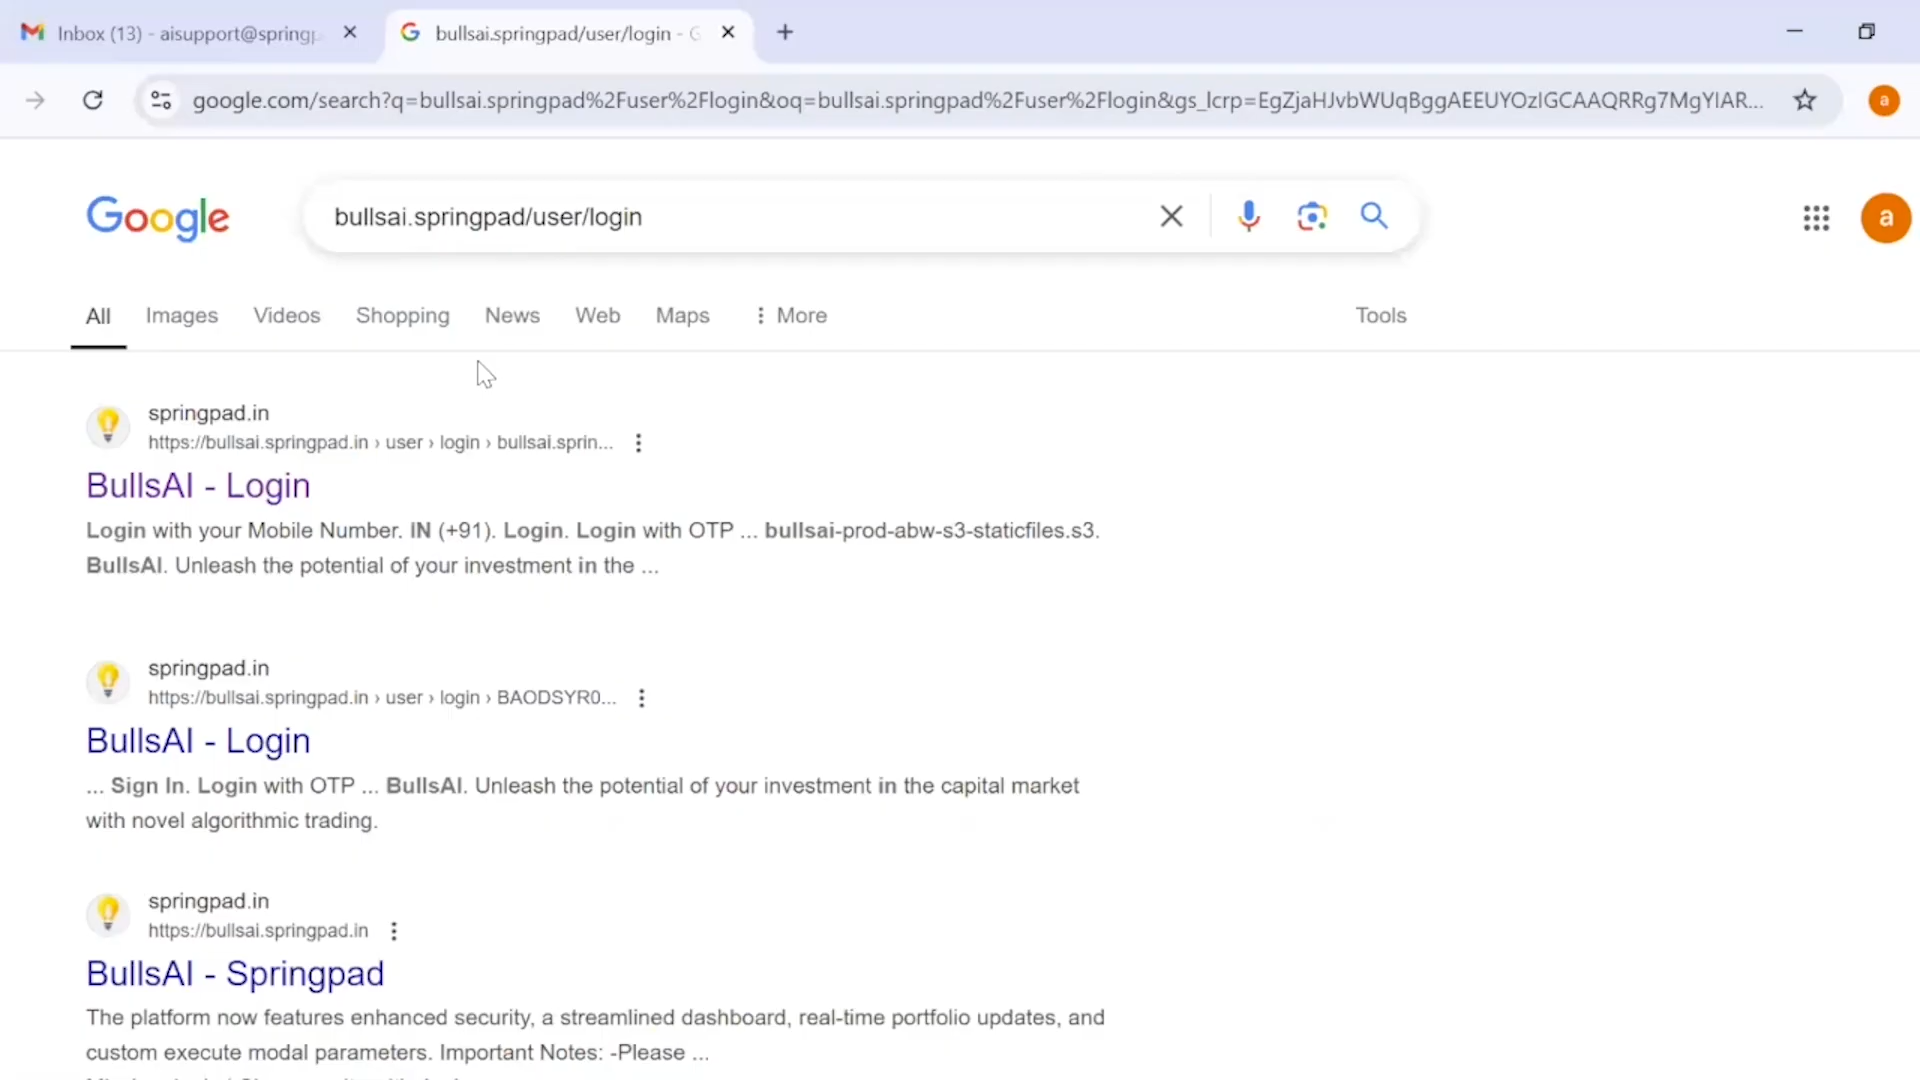 Inbox (13) - aisupport@spring
bullsai.springpad/user/login - G
google.com/search?q=bullsai.springpad%2Fuser%2Flogin&oq=bullsai.springpad%2Fuser%2Flogin&gs_lcrp=EgZjaHJvbWUqBggAEEUYOzIGCAAQRRg7MgYIAR...
a
Google
bullsai.springpad/user/login
a
All Images Videos Shopping News Web Maps More Tools
springpad.in
https://bullsai.springpad.in › user › login › bullsai.sprin...
BullsAI - Login
Login with your Mobile Number. IN (+91). Login. Login with OTP ... bullsai-prod-abw-s3-staticfiles.s3.
BullsAI. Unleash the potential of your investment in the ...
springpad.in
https://bullsai.springpad.in › user › login › BAODSYR0...
BullsAI - Login
... Sign In. Login with OTP ... BullsAI. Unleash the potential of your investment in the capital market
with novel algorithmic trading.
springpad.in
https://bullsai.springpad.in
BullsAI - Springpad
The platform now features enhanced security, a streamlined dashboard, real-time portfolio updates, and
custom execute modal parameters. Important Notes: -Please ...